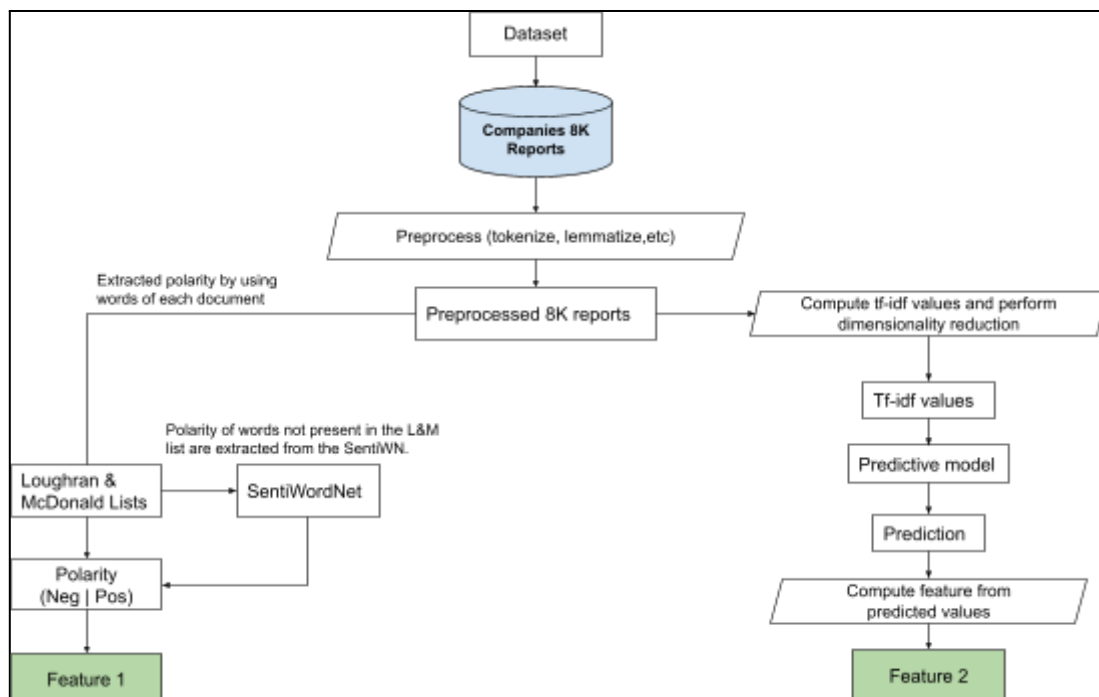 Dataset
Companies 8K
Reports
Preprocess (tokenize, lemmatize,etc)
Extracted polarity by using
words of each document
Preprocessed 8K reports
Compute tf-idf values and perform
dimensionality reduction
Tf-idf values
Polarity of words not present in the L&M
list are extracted from the SentiWN.
Predictive model
Loughran &
McDonald Lists
SentiWordNet
Prediction
Polarity
(Neg | Pos)
Compute feature from
predicted values
Feature 1
Feature 2